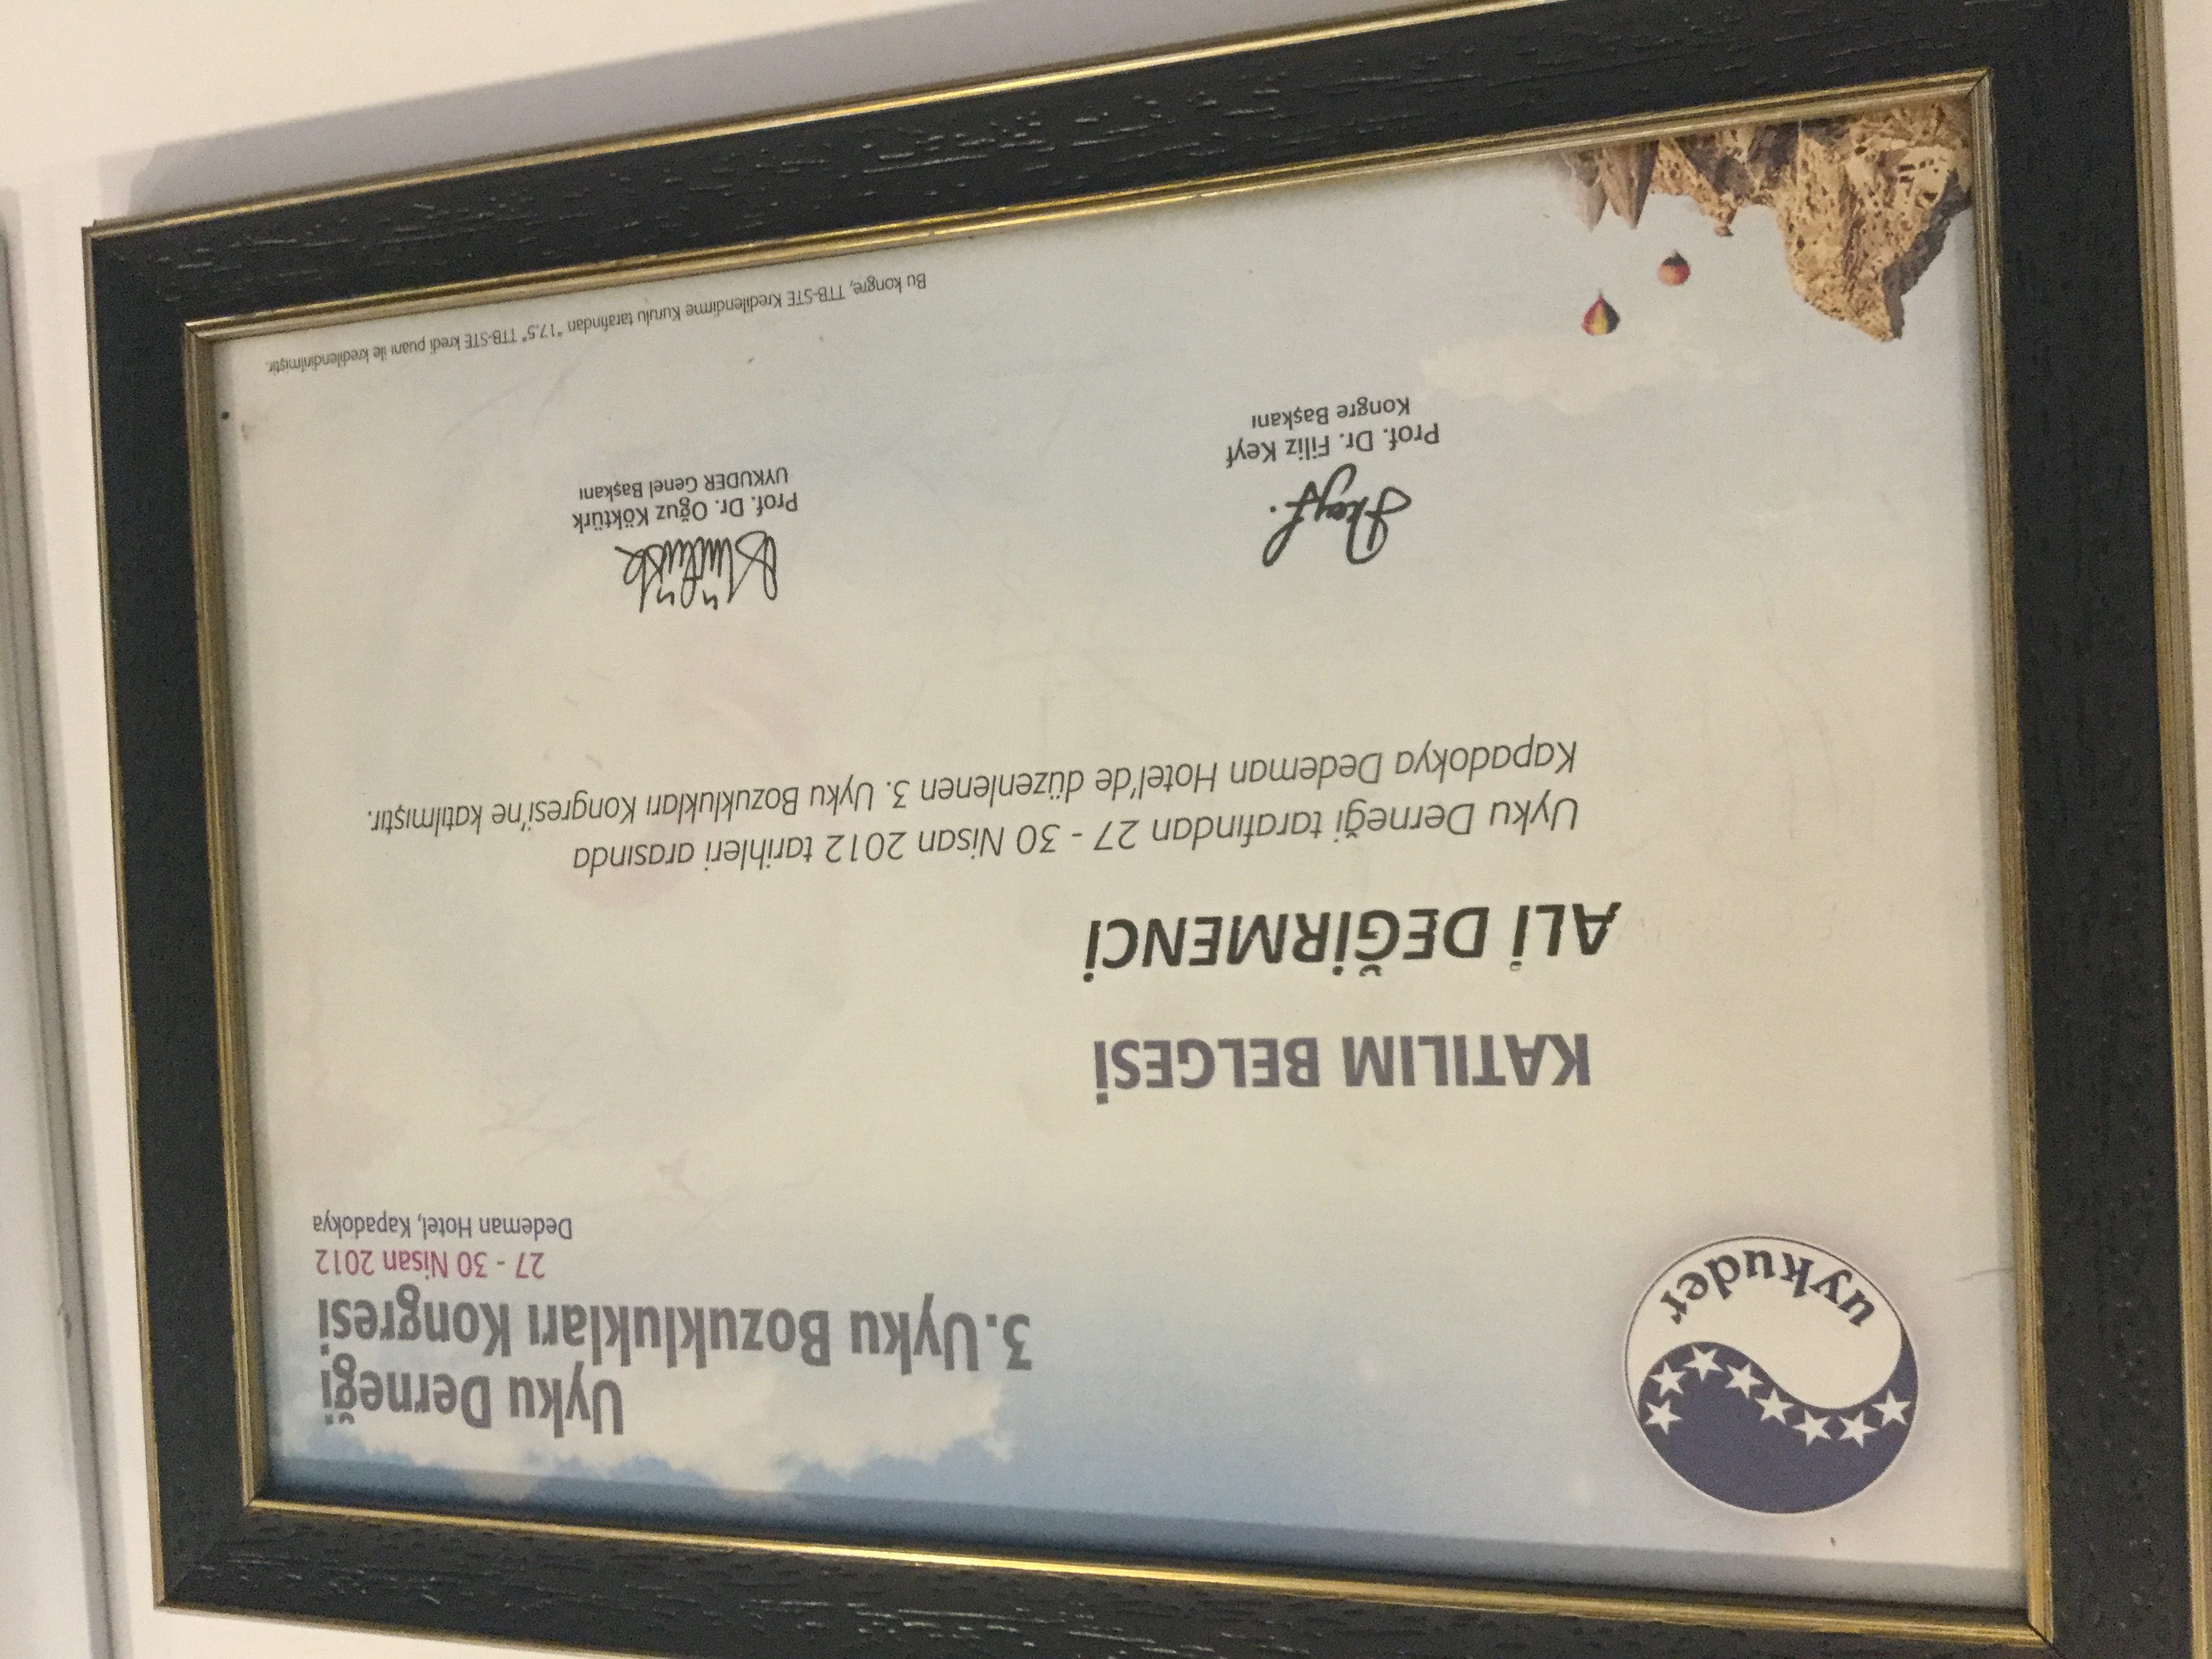 uykuder
Uyku Derneği
3.Uyku Bozuklukları Kongresi
27 - 30 Nisan 2012
Dedeman Hotel, Kapadokya
KATILIM BELGESİ
ALİ DEĞİRMENCİ
Uyku Derneği tarafından 27 - 30 Nisan 2012 tarihleri arasında
Kapadokya Dedeman Hotel'de düzenlenen 3. Uyku Bozuklukları Kongresi'ne katılmıştır.
Prof. Dr. Filiz Keyf
Kongre Başkanı
Prof. Dr. Oğuz Köktürk
UYKUDER Genel Başkanı
Bu kongre, TTB-STE Kredilendirme Kurulu tarafından "17,5" TTB-STE kredi puanı ile kredilendirilmiştir.